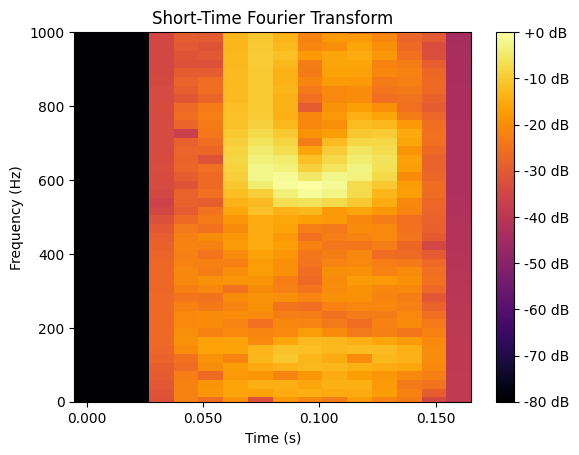 Short-Time Fourier Transform
1000
800
600
400
200
0
Frequency (Hz)
0.000
0.050
0.100
0.150
Time (s)
+0 dB
-10 dB
-20 dB
-30 dB
-40 dB
-50 dB
-60 dB
-70 dB
-80 dB